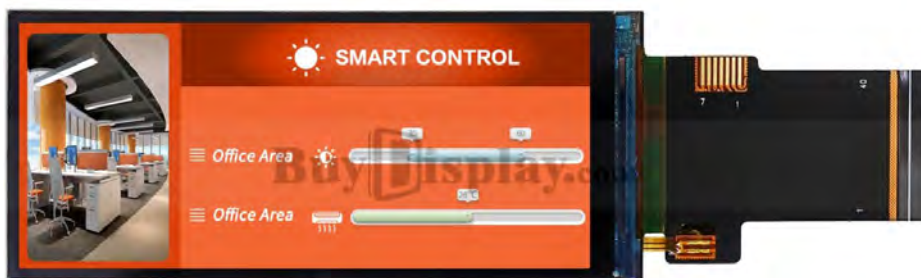 SMART CONTROL
Office Area
BuyDisplay.com
Office Area
7 1
40
1